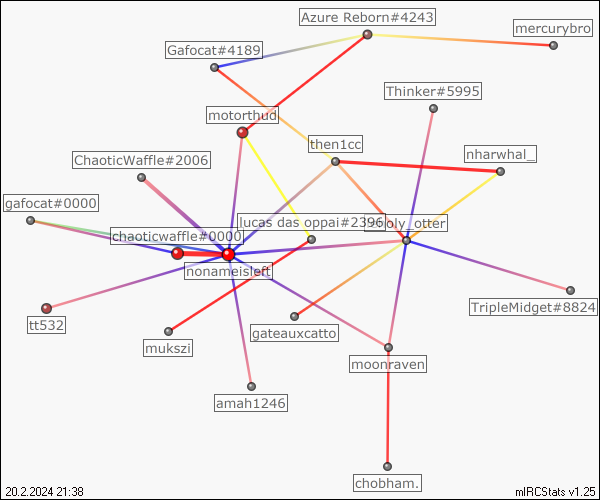 Azure Reborn#4243
mercurybro
Gafocat#4189
Thinker#5995
motorthud
then1cc
nharwhal_
ChaoticWaffle#2006
gafocat#0000
lucas das oppai#2396
oly_otter
chaoticwaffle#0000
nonameisleft
TripleMidget#8824
tt532
gateauxcatto
mukszi
moonraven
amah1246
chobham.
20.2.2024 21:38
mIRCStats v1.25